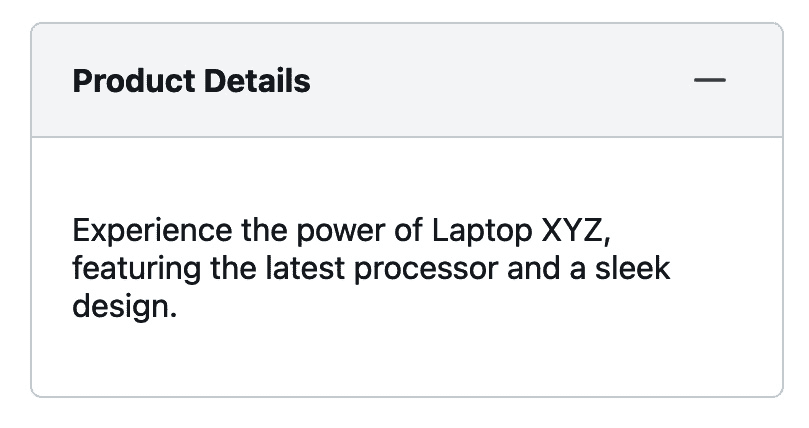 Product Details
Experience the power of Laptop XYZ,
featuring the latest processor and a sleek
design.